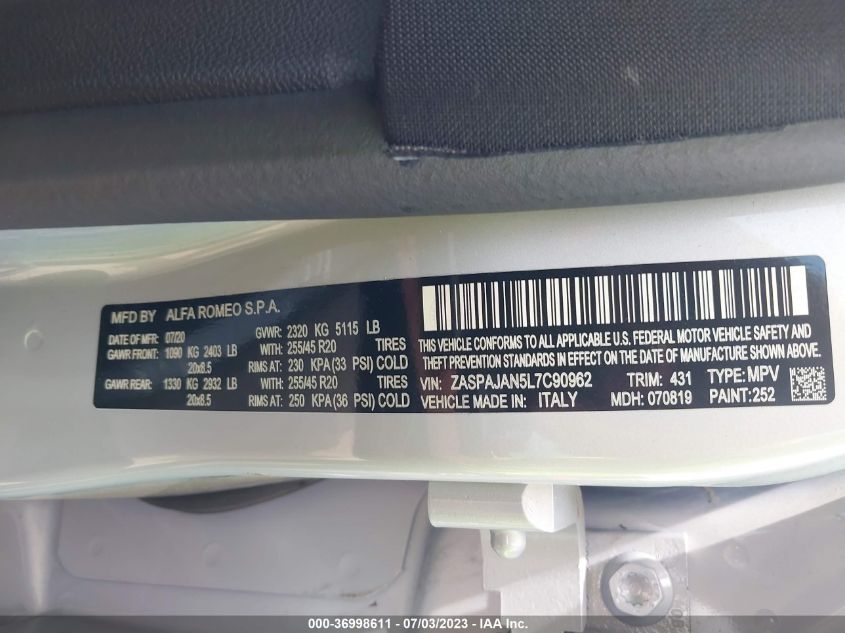 MFD BY ALFA ROMEO S.P.A.
DATE OF MFR: 07/20 GVWR: 2320 KG 5115 LB
GAWR FRONT: 1090 KG 2403 LB WITH: 255/45 R20 TIRES
20x8.5 RIMS AT: 230 KPA(33 PSI) COLD
GAWR REAR: 1330 KG 2932 LB WITH: 255/45 R20 TIRES
20x8.5 RIMS AT: 250 KPA(36 PSI) COLD
THIS VEHICLE CONFORMS TO ALL APPLICABLE U.S. FEDERAL MOTOR VEHICLE SAFETY AND
THEFT PREVENTION STANDARDS IN EFFECT ON THE DATE OF MANUFACTURE SHOWN ABOVE.
VIN: ZASPAJAN5L7C90962 TRIM: 431 TYPE: MPV
VEHICLE MADE IN: ITALY MDH: 070819 PAINT: 252
000-36998611 - 07/03/2023 - IAA Inc.